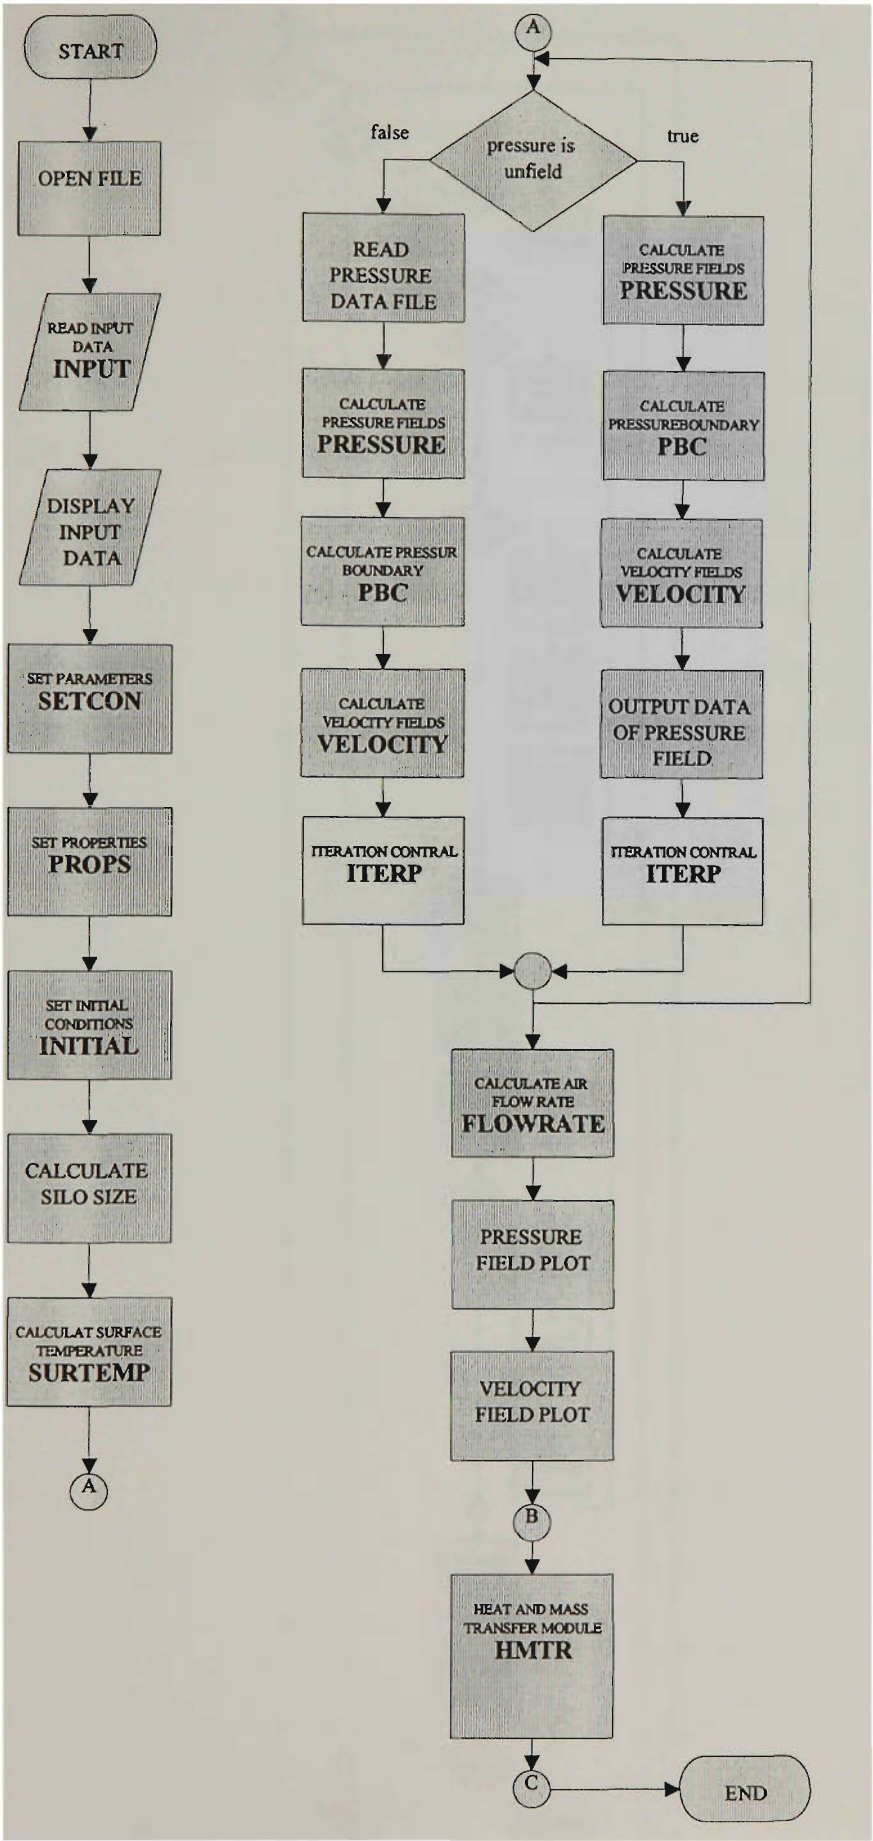 START
OPEN FILE
READ INPUT
DATA
INPUT
DISPLAY
INPUT
DATA
SET PARAMETERS
SETCON
SET PROPERTIES
PROPS
SET INITIAL
CONDITIONS
INITIAL
CALCULATE
SILO SIZE
CALCULAT SURFACE
TEMPERATURE
SURTEMP
A
A
pressure is
unfield
false
true
READ
PRESSURE
DATA FILE
CALCULATE
PRESSURE FIELDS
PRESSURE
CALCULATE PRESSUR
BOUNDARY
PBC
CALCULATE
VELOCITY FIELDS
VELOCITY
ITERATION CONTRAL
ITERP
CALCULATE
PRESSURE FIELDS
PRESSURE
CALCULATE
PRESSUREBOUNDARY
PBC
CALCULATE
VELOCITY FIELDS
VELOCITY
OUTPUT DATA
OF PRESSURE
FIELD
ITERATION CONTRAL
ITERP
CALCULATE AIR
FLOW RATE
FLOWRATE
PRESSURE
FIELD PLOT
VELOCITY
FIELD PLOT
B
HEAT AND MASS
TRANSFER MODULE
HMTR
C
END